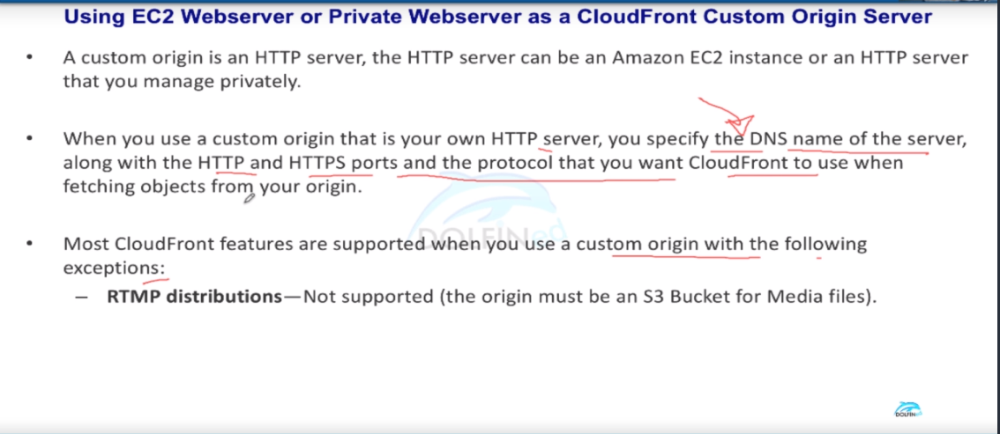 Using EC2 Webserver or Private Webserver as a CloudFront Custom Origin Server
• A custom origin is an HTTP server, the HTTP server can be an Amazon EC2 instance or an HTTP server
that you manage privately.
• When you use a custom origin that is your own HTTP server, you specify the DNS name of the server,
along with the HTTP and HTTPS ports and the protocol that you want CloudFront to use when
fetching objects from your origin.
DOLFINed
• Most CloudFront features are supported when you use a custom origin with the following
exceptions:
– RTMP distributions—Not supported (the origin must be an S3 Bucket for Media files).
DOLFINed